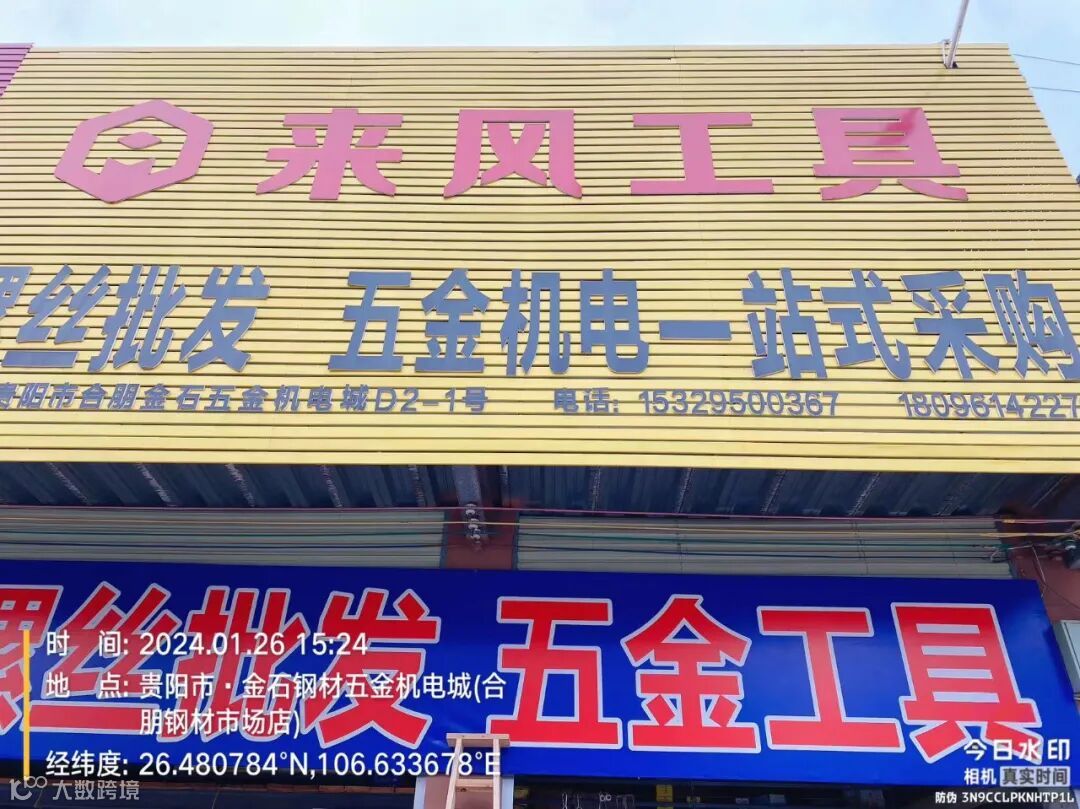 来风工具
螺丝批发 五金机电一站式采购
贵阳市合朋金石五金机电城D2-1号 电话: 15329500367 1809614227
螺丝批发 五金工具
时 间: 2024.01.26 15:24
地 点: 贵阳市·金石钢材五金机电城(合
朋钢材市场店)
经纬度: 26.480784°N,106.633678°E
今日水印
相机 真实时间
防伪 3N9CCLPKNHTP1L
大数跨境